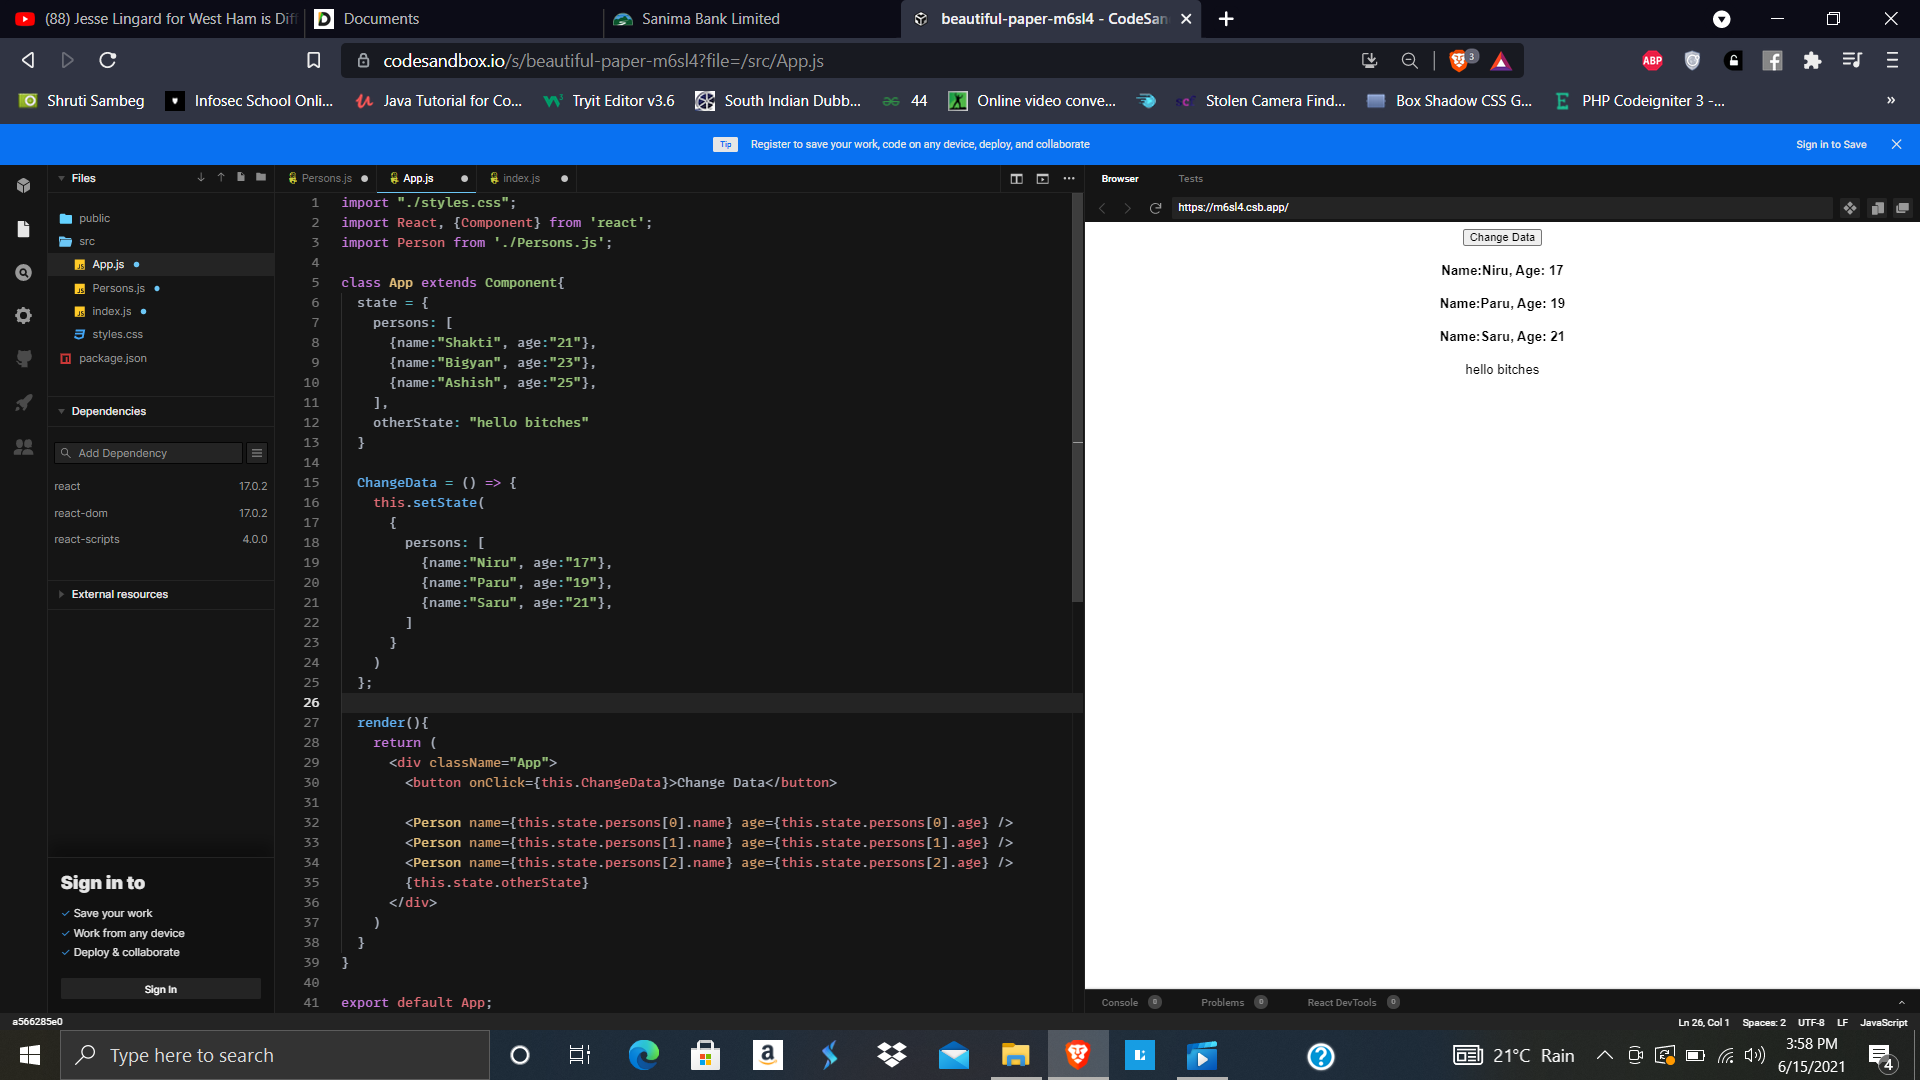 (88) Jesse Lingard for West Ham is Diff
Documents
Sanima Bank Limited
beautiful-paper-m6sl4 - CodeSan
codesandbox.io/s/beautiful-paper-m6sl4?file=/src/App.js
3
ABP
Shruti Sambeg
Infosec School Onli...
Java Tutorial for Co...
Tryit Editor v3.6
South Indian Dubb...
44
Online video conve...
Stolen Camera Find...
Box Shadow CSS G...
PHP Codeigniter 3 -...
»
Tip
Register to save your work, code on any device, deploy, and collaborate
Sign in to Save
Files
public
src
App.js
Persons.js
index.js
styles.css
package.json
Dependencies
Add Dependency
react 17.0.2
react-dom 17.0.2
react-scripts 4.0.0
External resources
Sign in to
Save your work
Work from any device
Deploy & collaborate
Sign In
Persons.js
App.js
index.js
1 import "./styles.css";
2 import React, {Component} from 'react';
3 import Person from './Persons.js';
4
5 class App extends Component{
6 state = {
7 persons: [
8 {name:"Shakti", age:"21"},
9 {name:"Bigyan", age:"23"},
10 {name:"Ashish", age:"25"},
11 ],
12 otherState: "hello bitches"
13 }
14
15 ChangeData = () => {
16 this.setState(
17 {
18 persons: [
19 {name:"Niru", age:"17"},
20 {name:"Paru", age:"19"},
21 {name:"Saru", age:"21"},
22 ]
23 }
24 )
25 };
26
27 render(){
28 return (
29 <div className="App">
30 <button onClick={this.ChangeData}>Change Data</button>
31
32 <Person name={this.state.persons[0].name} age={this.state.persons[0].age} />
33 <Person name={this.state.persons[1].name} age={this.state.persons[1].age} />
34 <Person name={this.state.persons[2].name} age={this.state.persons[2].age} />
35 {this.state.otherState}
36 </div>
37 )
38 }
39 }
40
41 export default App;
Browser
Tests
https://m6sl4.csb.app/
Change Data
Name:Niru, Age: 17
Name:Paru, Age: 19
Name:Saru, Age: 21
hello bitches
Console 0
Problems 0
React DevTools 0
a566285e0
Ln 26, Col 1
Spaces: 2
UTF-8
LF
JavaScript
Type here to search
21°C Rain
3:58 PM
6/15/2021
4